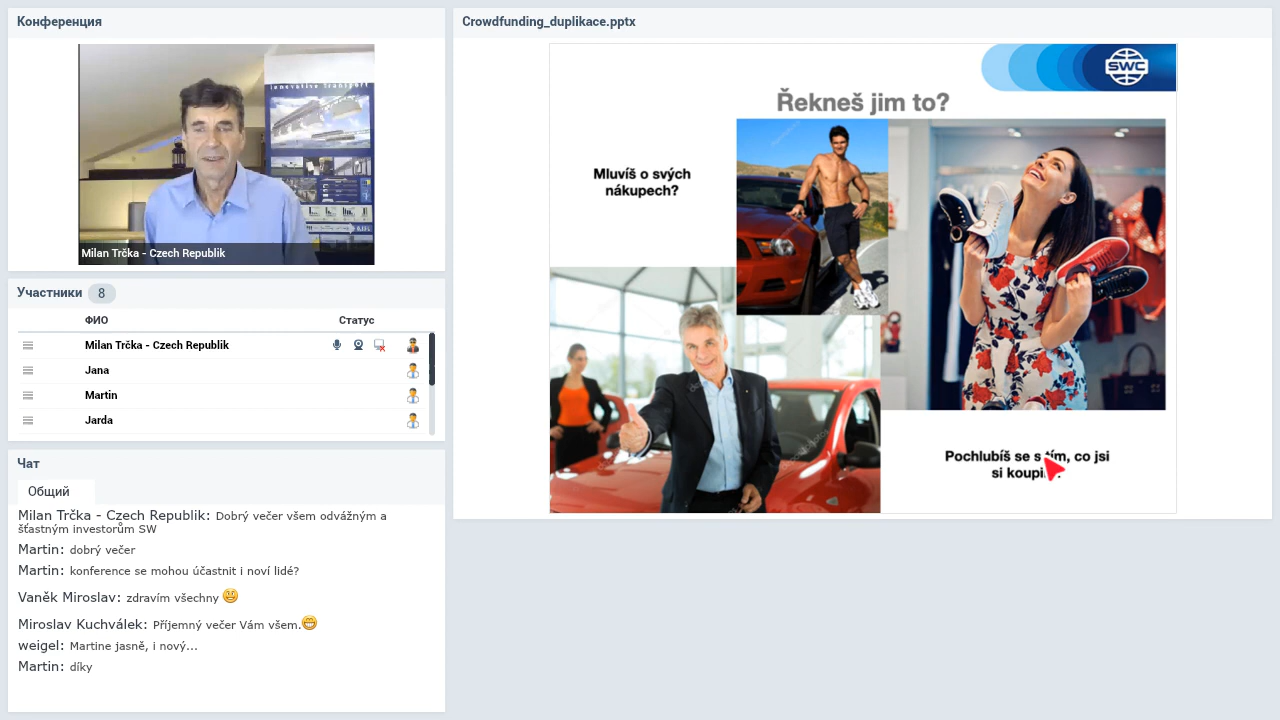 Конференция
innovative transport
Milan Trčka - Czech Republik
Участники 8
ФИО Статус
Milan Trčka - Czech Republik
Jana
Martin
Jarda
Чат
Общий
Milan Trčka - Czech Republik: Dobrý večer všem odvážným a
šťastným investorům SW
Martin: dobrý večer
Martin: konference se mohou účastnit i noví lidé?
Vaněk Miroslav: zdravím všechny
Miroslav Kuchválek: Příjemný večer Vám všem.
weigel: Martine jasně, i nový...
Martin: díky
Crowdfunding_duplikace.pptx
SWC
Řekneš jim to?
Mluvíš o svých
nákupech?
Pochlubíš se s tím, co jsi
si koupil?